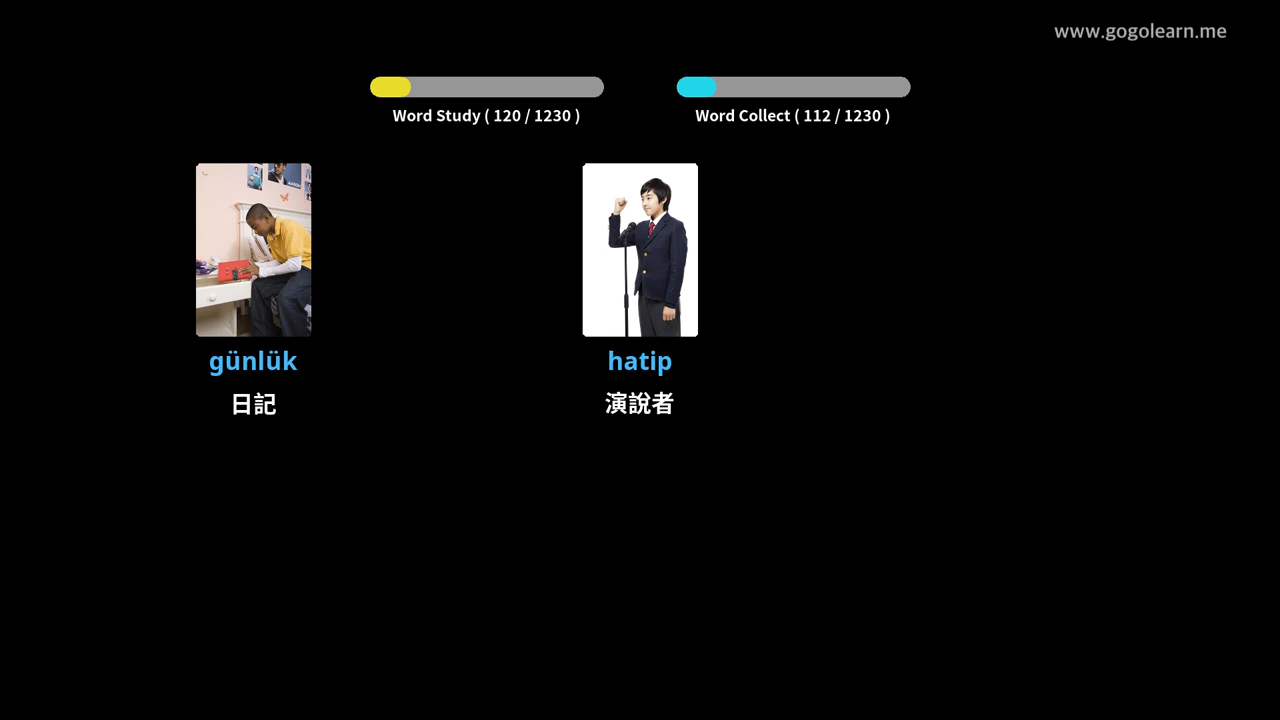 www.gogolearn.me
Word Study ( 120 / 1230 )
Word Collect ( 112 / 1230 )
günlük
hatip
日記
演說者